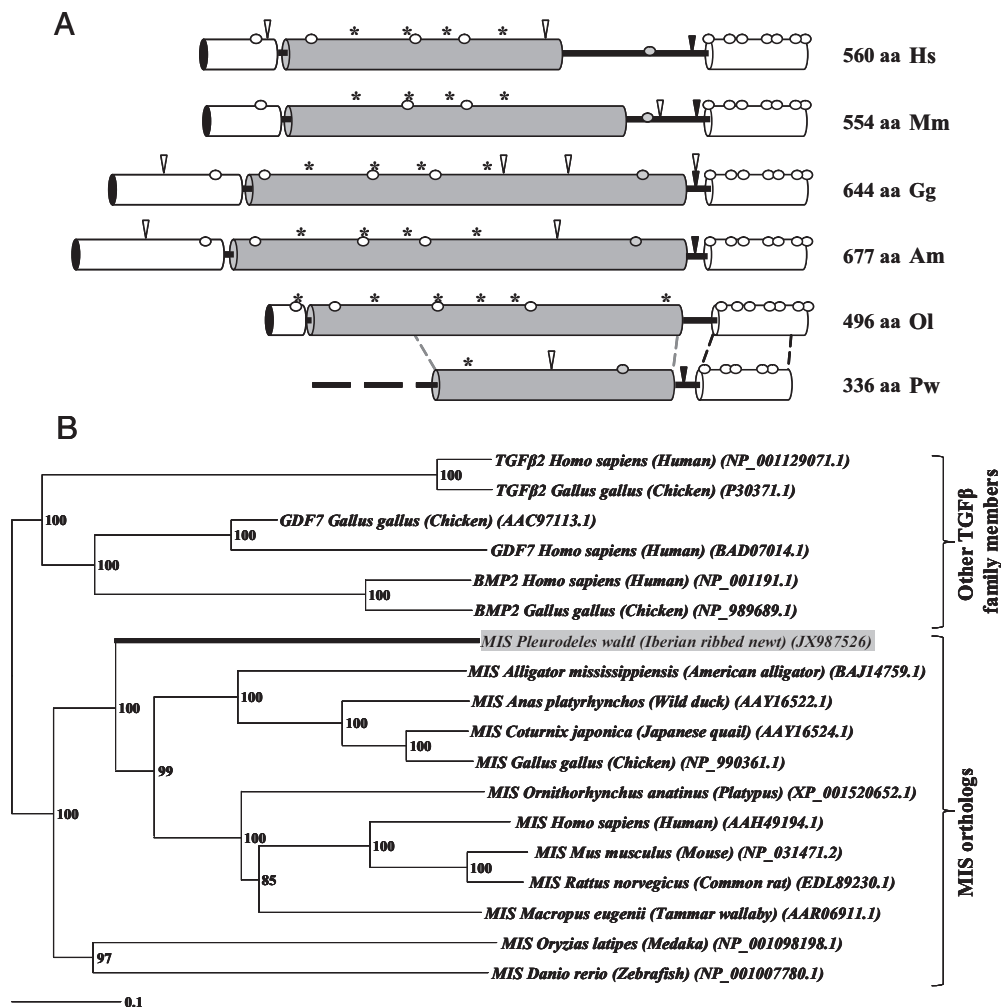 A
* * * * *
560 aa Hs
* * * *
554 aa Mm
* * * *
644 aa Gg
* * * *
677 aa Am
* * * * * *
496 aa Ol
*
336 aa Pw
B
TGFβ2 Homo sapiens (Human) (NP_001129071.1)
100
TGFβ2 Gallus gallus (Chicken) (P30371.1)
100
GDF7 Gallus gallus (Chicken) (AAC97113.1)
100
GDF7 Homo sapiens (Human) (BAD07014.1)
100
BMP2 Homo sapiens (Human) (NP_001191.1)
100
BMP2 Gallus gallus (Chicken) (NP_989689.1)
Other TGFβ
family members
MIS Pleurodeles waltl (Iberian ribbed newt) (JX987526)
MIS Alligator mississippiensis (American alligator) (BAJ14759.1)
100
100
MIS Anas platyrhynchos (Wild duck) (AAY16522.1)
100
MIS Coturnix japonica (Japanese quail) (AAY16524.1)
100
MIS Gallus gallus (Chicken) (NP_990361.1)
99
MIS Ornithorhynchus anatinus (Platypus) (XP_001520652.1)
100
MIS Homo sapiens (Human) (AAH49194.1)
100
100
MIS Mus musculus (Mouse) (NP_031471.2)
100
MIS Rattus norvegicus (Common rat) (EDL89230.1)
85
MIS Macropus eugenii (Tammar wallaby) (AAR06911.1)
MIS Oryzias latipes (Medaka) (NP_001098198.1)
97
MIS Danio rerio (Zebrafish) (NP_001007780.1)
MIS orthologs
0.1